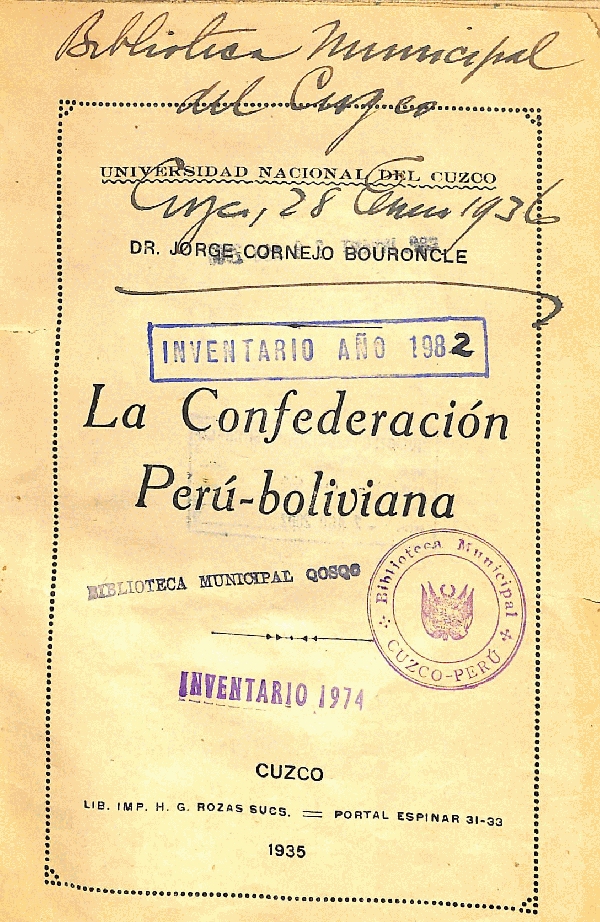 Biblioteca Municipal
del Cuzco
UNIVERSIDAD NACIONAL DEL CUZCO
Cuzco, 28 Enero 1936
DR. JORGE CORNEJO BOURONCLE
INVENTARIO AÑO 1982
La Confederación
Perú-boliviana
BIBLIOTECA MUNICIPAL QOSQO
Biblioteca Municipal
CUZCO-PERÚ
INVENTARIO 1974
CUZCO
LIB. IMP. H. G. ROZAS SUCS. = PORTAL ESPINAR 31-33
1935